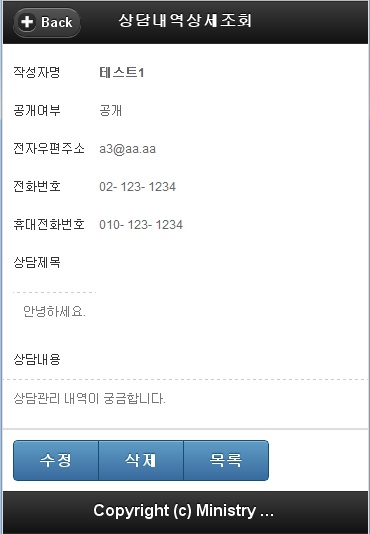 Back 상담내역상세조회
작성자명 테스트1
공개여부 공개
전자우편주소 a3@aa.aa
전화번호 02- 123- 1234
휴대전화번호 010- 123- 1234
상담제목
안녕하세요.
상담내용
상담관리 내역이 궁금합니다.
수정 삭제 목록
Copyright (c) Ministry ...